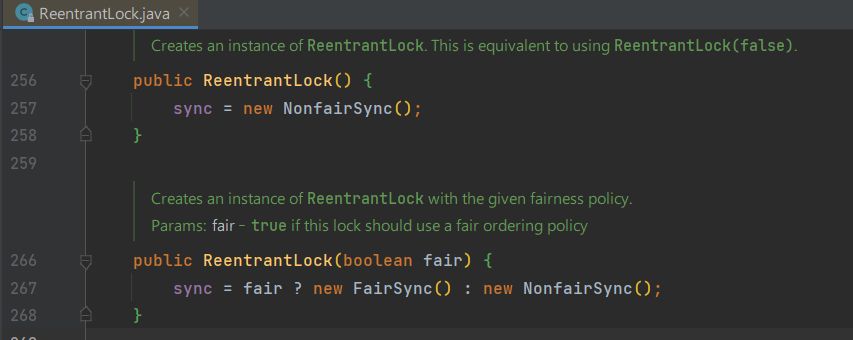 ReentrantLock.java
Creates an instance of ReentrantLock. This is equivalent to using ReentrantLock(false).
256 public ReentrantLock() {
257 sync = new NonfairSync();
258 }
259
Creates an instance of ReentrantLock with the given fairness policy.
Params: fair – true if this lock should use a fair ordering policy
266 public ReentrantLock(boolean fair) {
267 sync = fair ? new FairSync() : new NonfairSync();
268 }